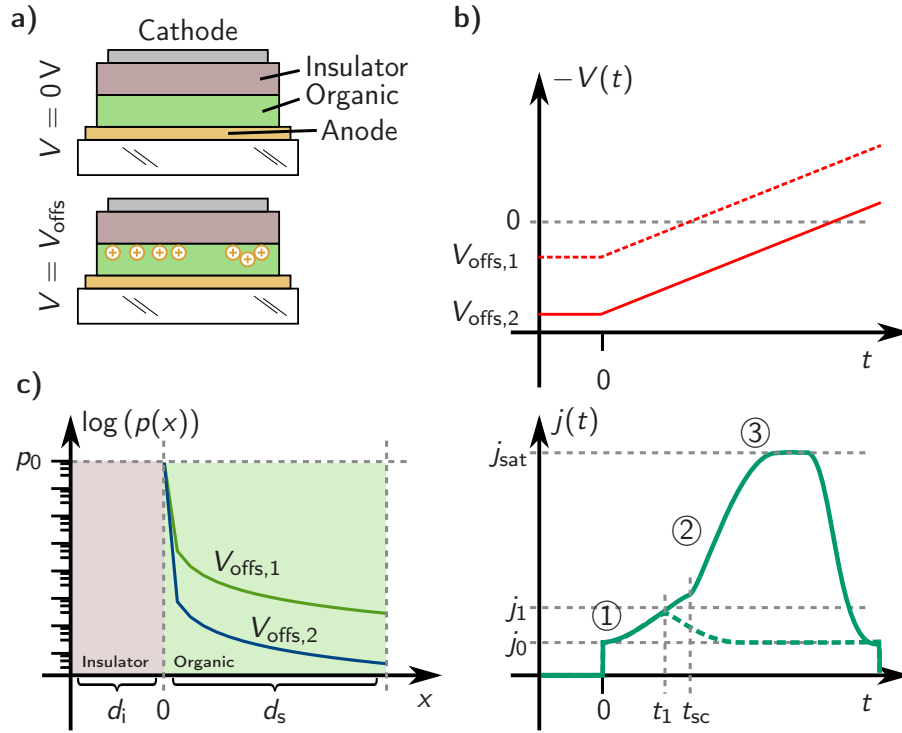 a)
Cathode
V = 0 V
Insulator
Organic
Anode
V = Voffs
+ + + + + + +
b)
−V(t)
0
Voffs,1
Voffs,2
0
t
c)
log (p(x))
p0
Voffs,1
Voffs,2
Insulator
Organic
di
0
ds
x
j(t)
jsat
3
2
j1
1
j0
0
t1
tsc
t